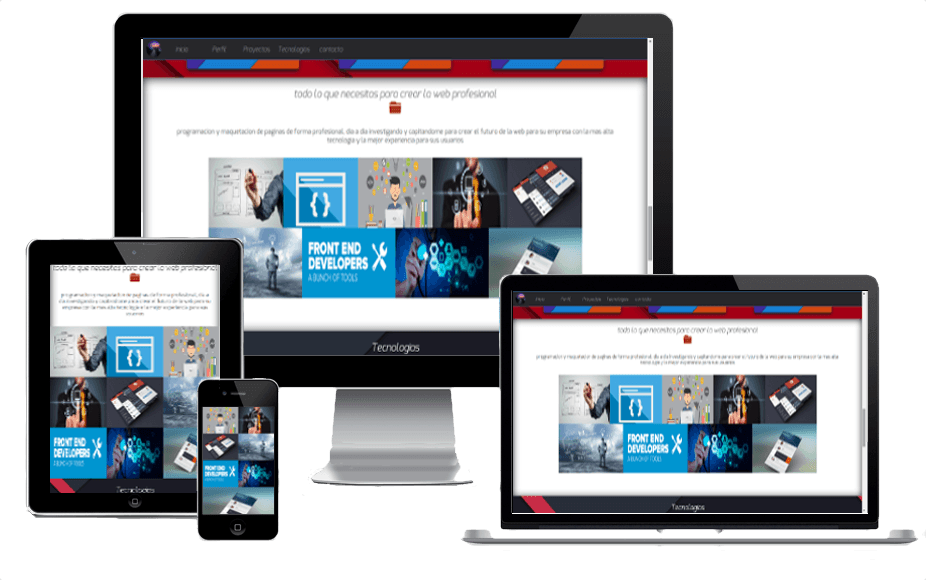 Inicio Perfil Proyectos Tecnologias contacto
todo lo que necesitas para crear la web profesional
programacion y maquetacion de paginas de forma profesional, dia a dia investigando y capitandome para crear el futuro de la web para su empresa con la mas alta
tecnologia y la mejor experiencia para sus usuarios
FRONT END
DEVELOPERS
A BUNCH OF TOOLS
Tecnologias
todo lo que necesitas para crear la web profesional
programacion y maquetacion de paginas de forma profesional, dia a
dia investigando y capitandome para crear el futuro de la web para su
empresa con la mas alta tecnologia y la mejor experiencia para sus
usuarios
FRONT END
DEVELOPERS
A BUNCH OF TOOLS
Tecnologias
FRONT END
DEVELOPERS
Inicio Perfil Proyectos Tecnologias contacto
todo lo que necesitas para crear la web profesional
programacion y maquetacion de paginas de forma profesional, dia a dia investigando y capitandome para crear el futuro de la web para su empresa con la mas alta
tecnologia y la mejor experiencia para sus usuarios
FRONT END
DEVELOPERS
A BUNCH OF TOOLS
Tecnologias